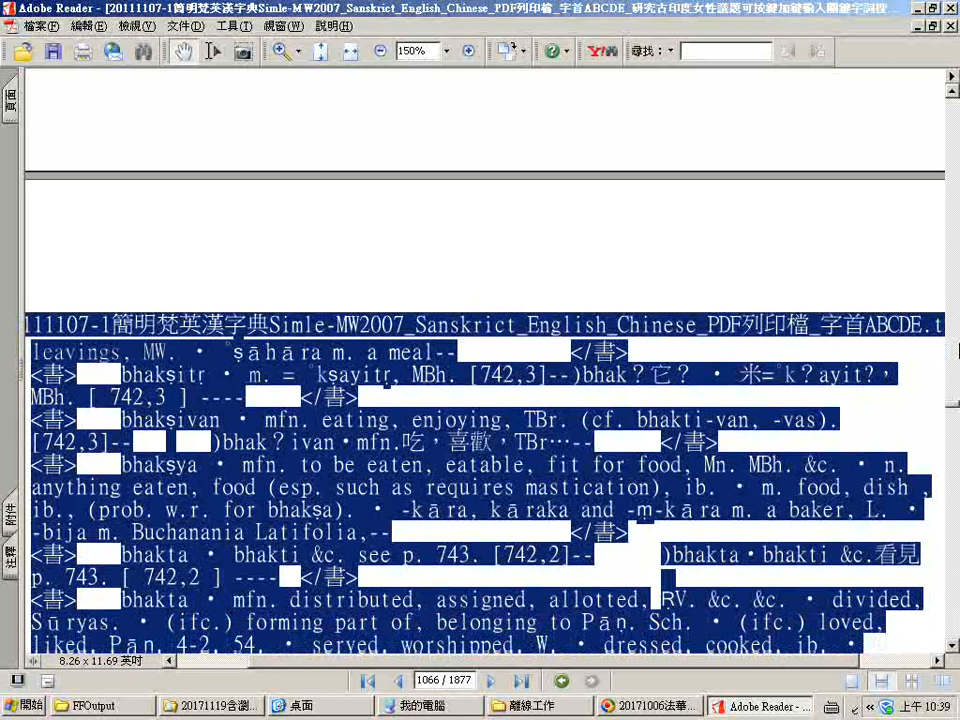 Adobe Reader - [20111107-1簡明梵英漢字典Simle-MW2007_Sanskrict_English_Chinese_PDF列印檔_字首ABCDE_研究古印度女性議題可按鍵加鍵輸入關鍵字詞搜...
檔案(F) 編輯(E) 檢視(V) 文件(D) 工具(T) 視窗(W) 說明(H)
150% Y! 尋找:
頁面
111107-1簡明梵英漢字典Simle-MW2007_Sanskrict_English_Chinese_PDF列印檔_字首ABCDE.t
leavings, MW. • ˚ṣāhāra m. a meal-- </書>
<書> bhakṣitṛ • m. = ˚kṣayitṛ, MBh. [742,3]--)bhak？它？ • 米=˚k？ayit?，
MBh. [ 742,3 ] ---- </書>
<書> bhakṣivan • mfn. eating, enjoying, TBr. (cf. bhakti-van, -vas).
[742,3]-- )bhak？ivan•mfn.吃，喜歡，TBr…-- </書>
<書> bhakṣya • mfn. to be eaten, eatable, fit for food, Mn. MBh. &c. • n.
anything eaten, food (esp. such as requires mastication), ib. • m. food, dish ,
ib., (prob. w.r. for bhakṣa). • -kāra, kāraka and -ṃ-kāra m. a baker, L. •
-bija m. Buchanania Latifolia,-- </書>
<書> bhakta • bhakti &c. see p. 743. [742,2]-- )bhakta•bhakti &c.看見
p. 743. [ 742,2 ] ---- </書>
<書> bhakta • mfn. distributed, assigned, allotted, ṚV. &c. &c. • divided,
Sūryas. • (ifc.) forming part of, belonging to Pāṇ. Sch. • (ifc.) loved,
liked, Pāṇ. 4-2, 54. • served, worshipped, W. • dressed, cooked, ib. •
附件
注釋
8.26 x 11.69 英吋
1066 / 1877
開始 FFOutput 20171119含瀏... 桌面 我的電腦 離線工作 20171006法華... Adobe Reader - [... 上午 10:39